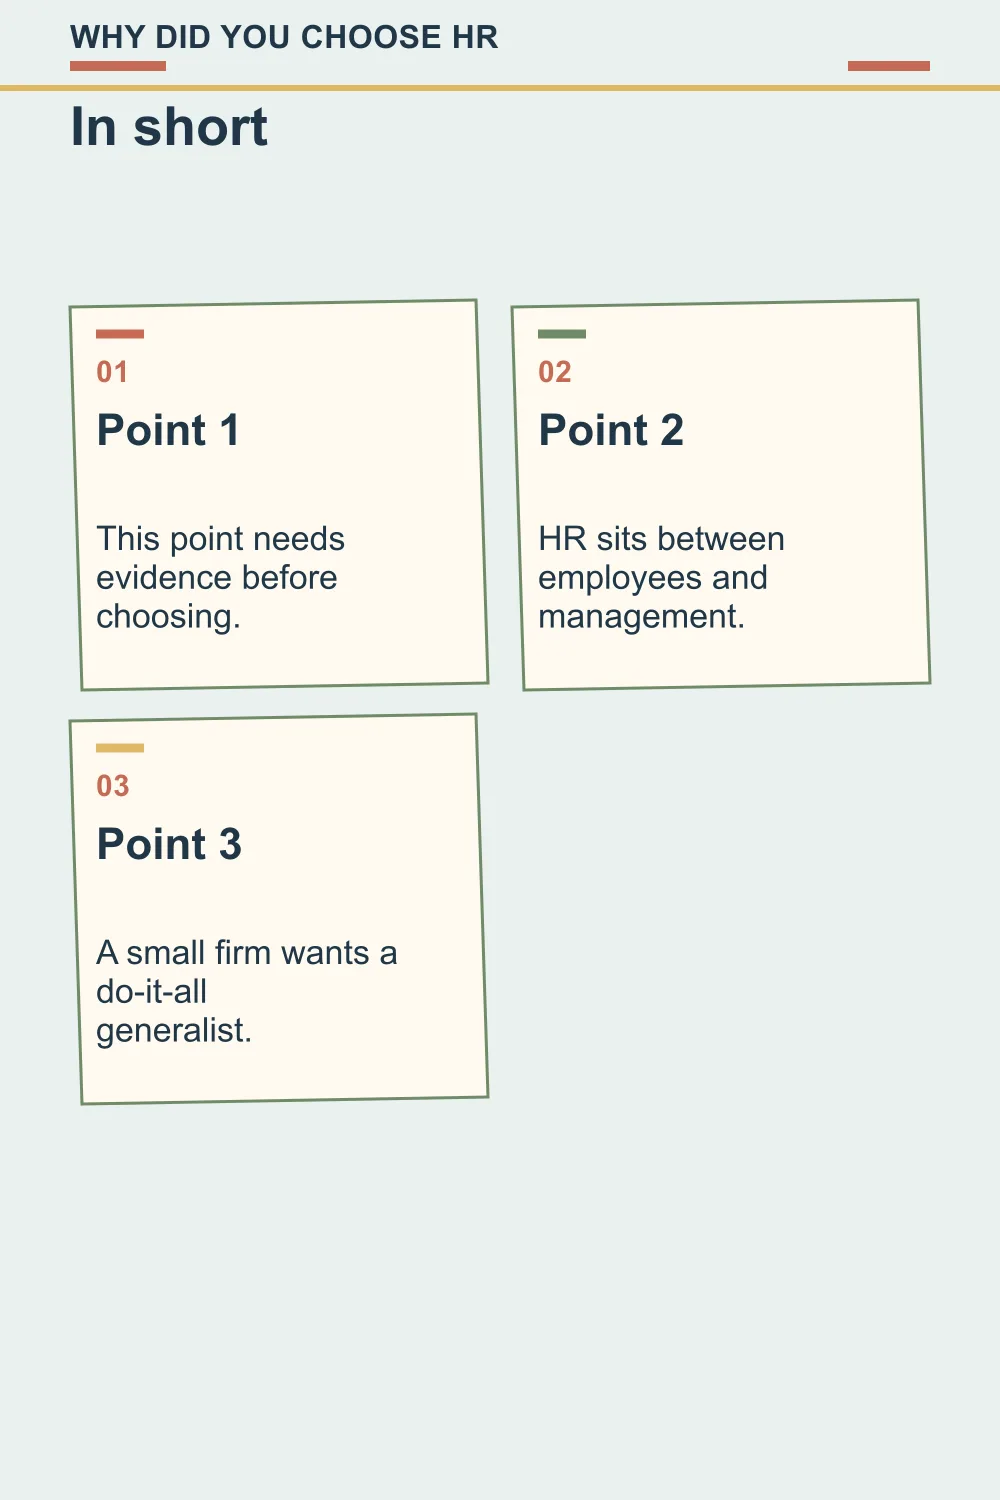 WHY DID YOU CHOOSE HR
In short
01
Point 1
This point needs
evidence before
choosing.
02
Point 2
HR sits between
employees and
management.
03
Point 3
A small firm wants a
do-it-all
generalist.